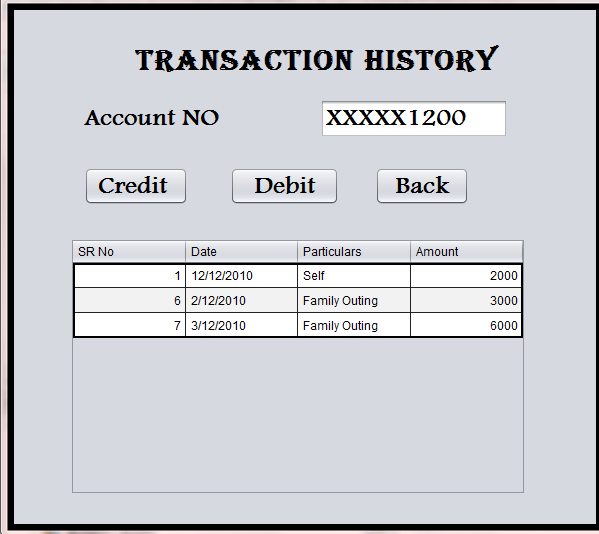 TRANSACTION HISTORY
Account NO XXXXX1200
Credit Debit Back
SR No Date Particulars Amount
1 12/12/2010 Self 2000
6 2/12/2010 Family Outing 3000
7 3/12/2010 Family Outing 6000